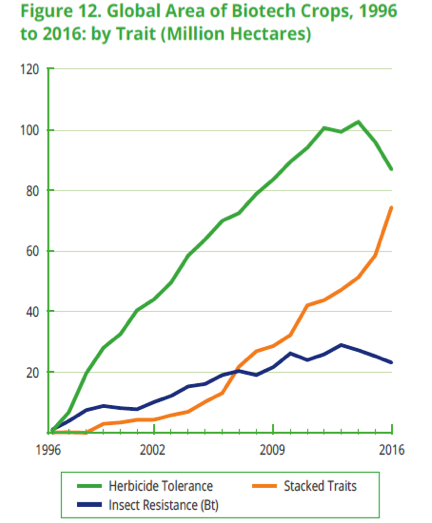 Figure 12. Global Area of Biotech Crops, 1996
to 2016: by Trait (Million Hectares)
120
100
80
60
40
20
1996 2002 2009 2016
Herbicide Tolerance Stacked Traits
Insect Resistance (Bt)